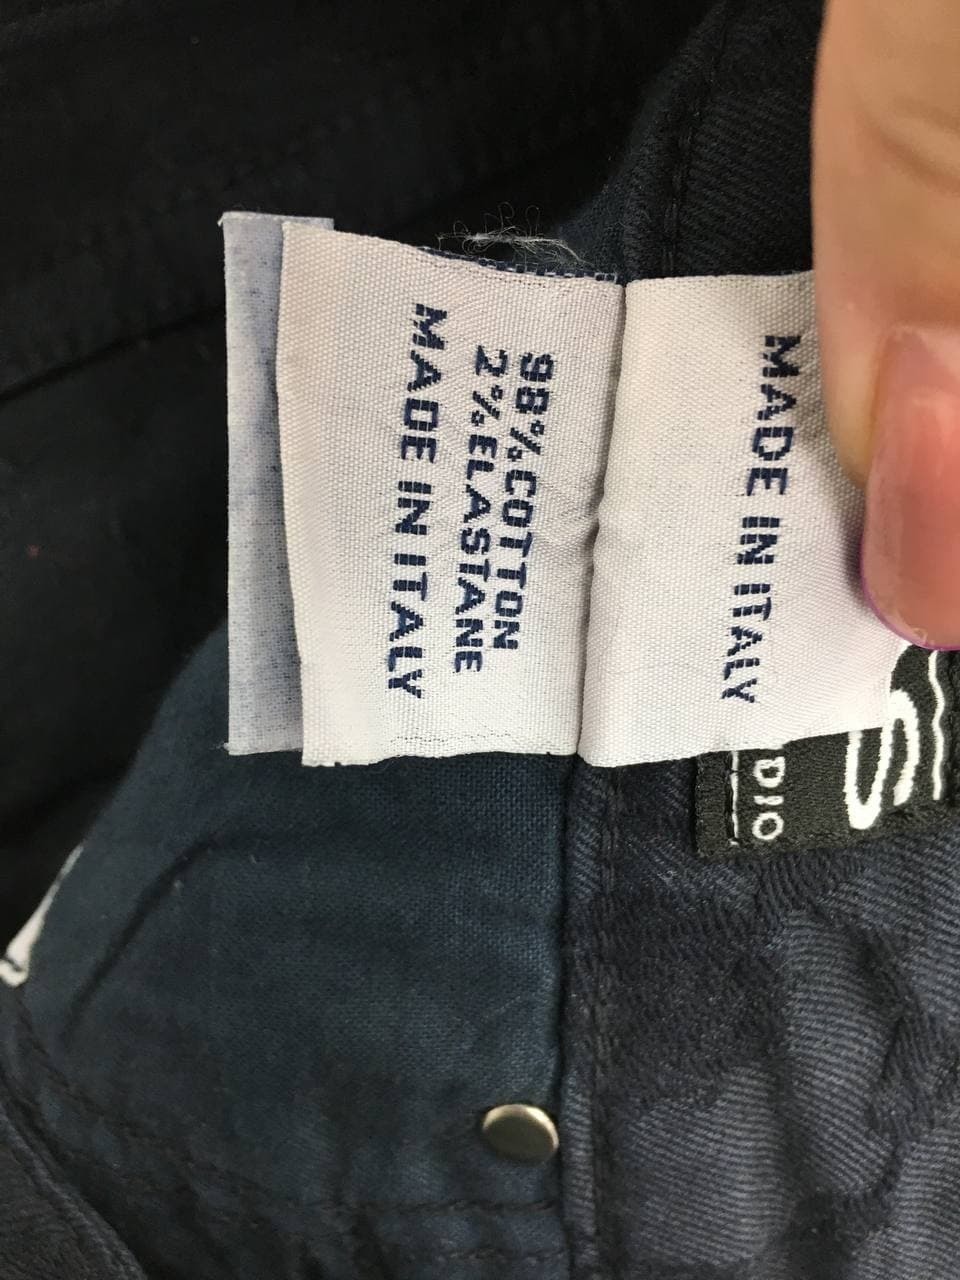 98% COTTON
2% ELASTANE
MADE IN ITALY
MADE IN ITALY